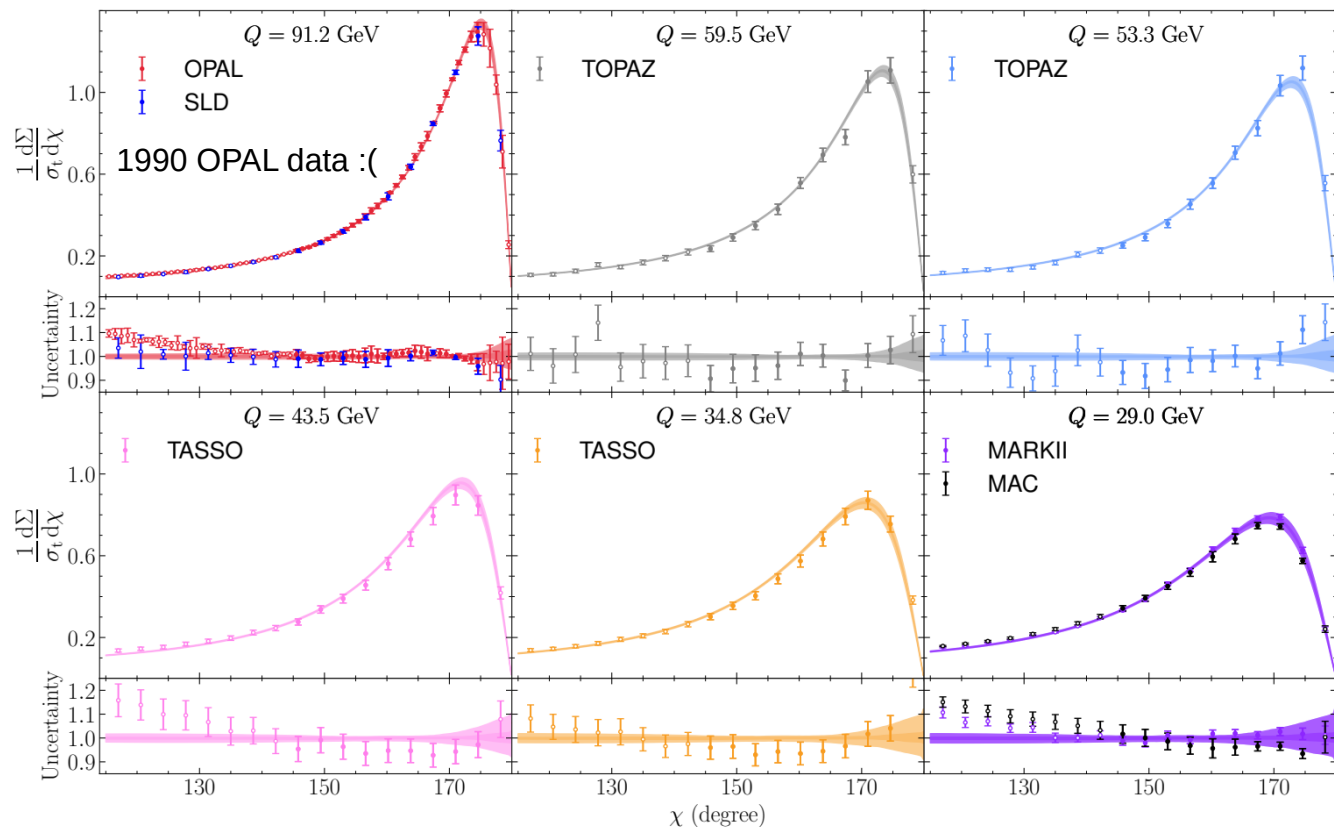 Q = 91.2 GeV
OPAL
SLD
1990 OPAL data :(
Q = 59.5 GeV
TOPAZ
Q = 53.3 GeV
TOPAZ
1.0
0.6
0.2
1/σ_t dΣ/dχ
1.2
1.1
1.0
0.9
Uncertainty
Q = 43.5 GeV
TASSO
Q = 34.8 GeV
TASSO
Q = 29.0 GeV
MARKII
MAC
1.0
0.6
0.2
1/σ_t dΣ/dχ
1.2
1.1
1.0
0.9
Uncertainty
130 150 170 130 150 170 130 150 170
χ (degree)